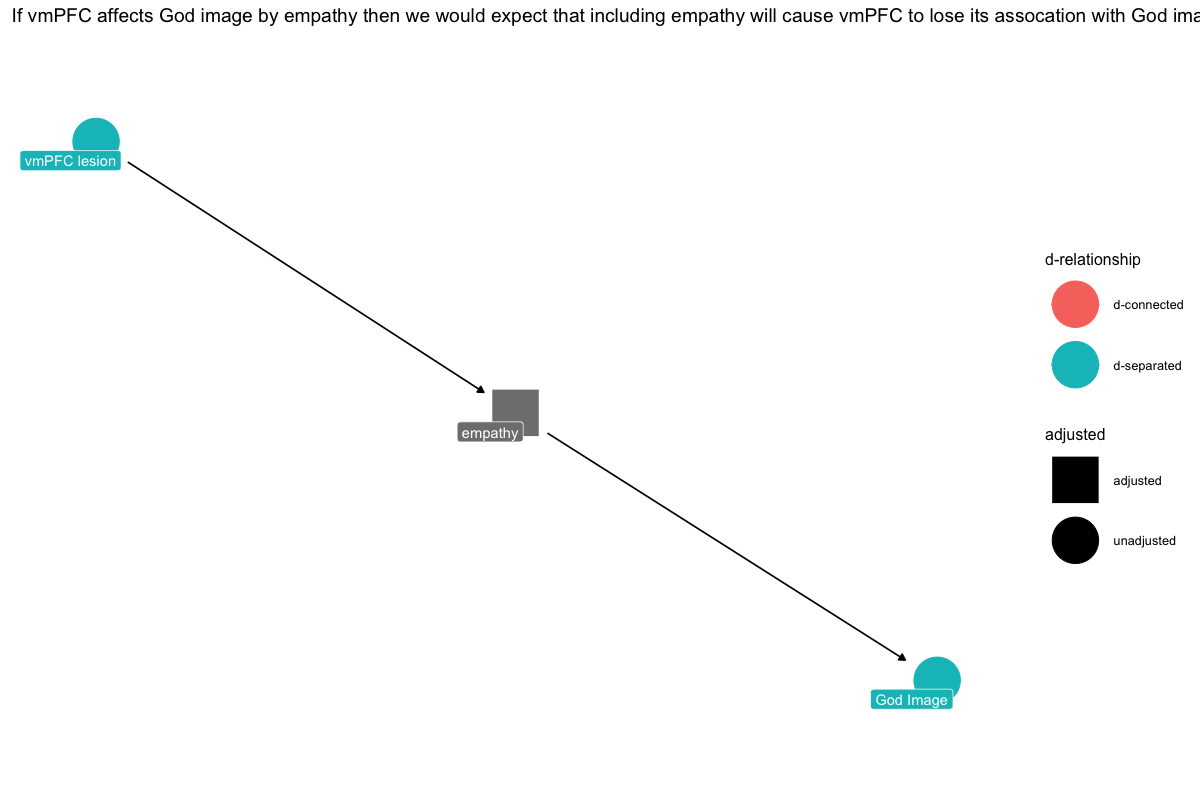 If vmPFC affects God image by empathy then we would expect that including empathy will cause vmPFC to lose its assocation with God ima
vmPFC lesion
empathy
God Image
d-relationship
d-connected
d-separated
adjusted
adjusted
unadjusted